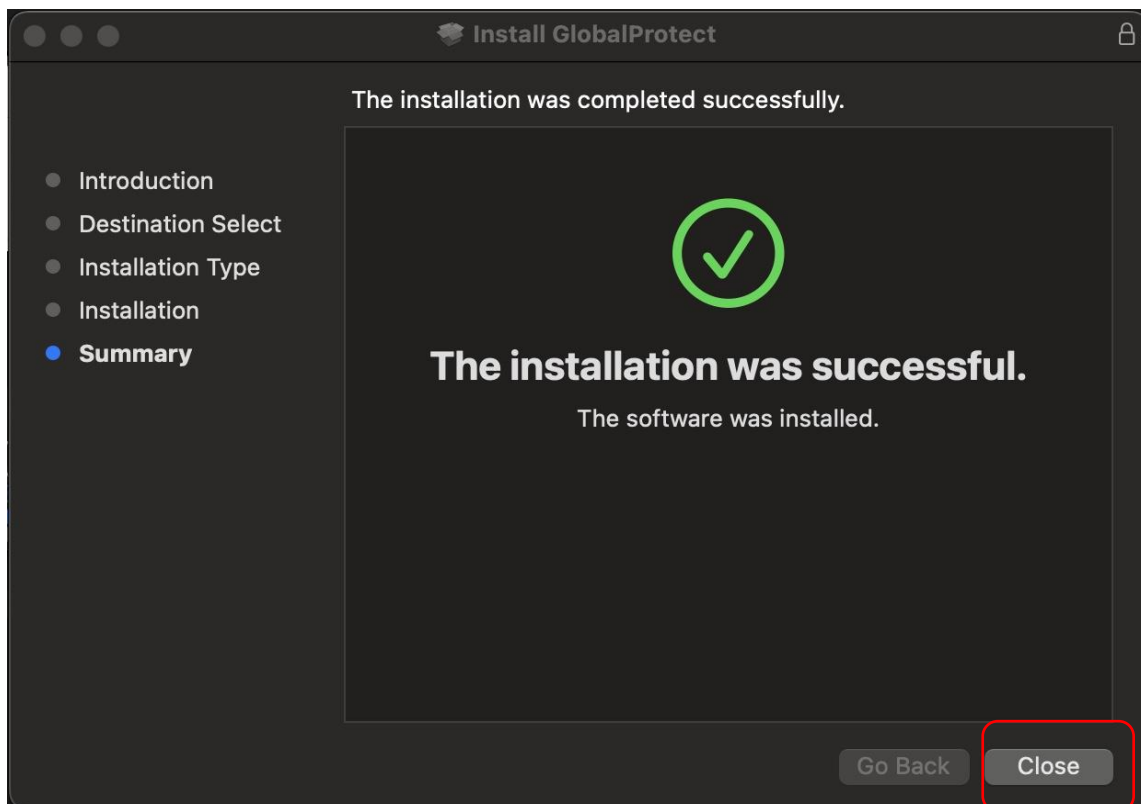 Install GlobalProtect
The installation was completed successfully.
Introduction
Destination Select
Installation Type
Installation
Summary
The installation was successful.
The software was installed.
Go Back
Close